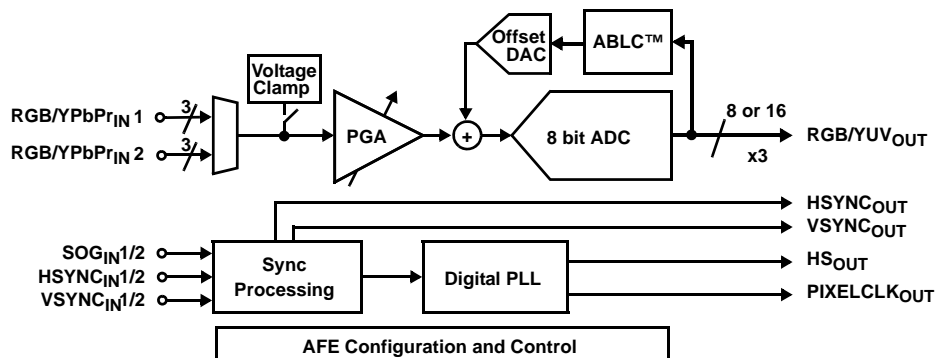 Offset
DAC
ABLC™
Voltage
Clamp
RGB/YPbPrIN 1
3
PGA
+
8 bit ADC
8 or 16
x3
RGB/YUVOUT
RGB/YPbPrIN 2
3
HSYNCOUT
VSYNCOUT
SOGIN1/2
HSYNCIN1/2
VSYNCIN1/2
Sync
Processing
Digital PLL
HSOUT
PIXELCLKOUT
AFE Configuration and Control